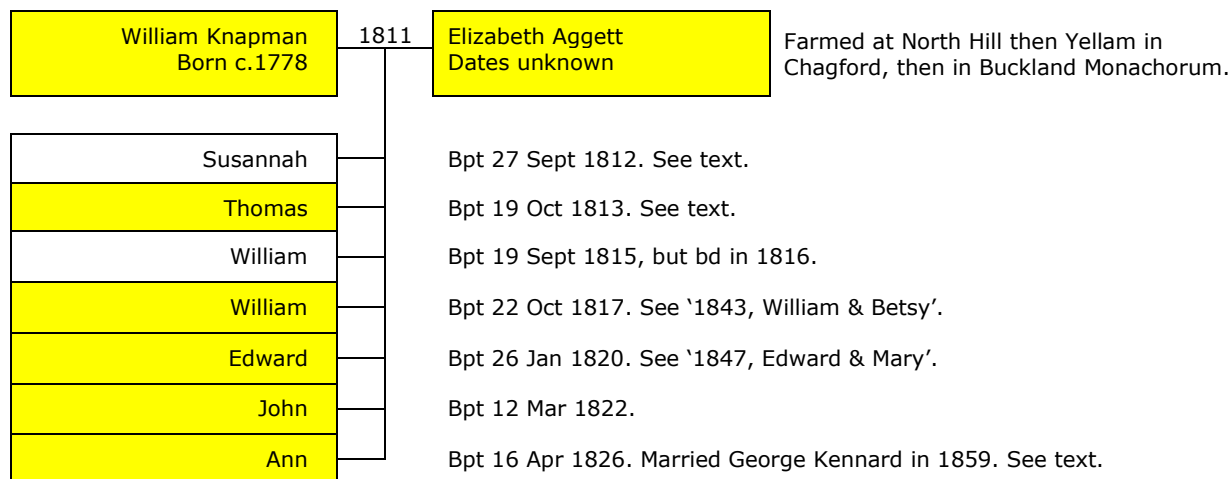 William Knapman
Born c.1778
1811
Elizabeth Aggett
Dates unknown
Farmed at North Hill then Yellam in
Chagford, then in Buckland Monachorum.
Susannah
Bpt 27 Sept 1812. See text.
Thomas
Bpt 19 Oct 1813. See text.
William
Bpt 19 Sept 1815, but bd in 1816.
William
Bpt 22 Oct 1817. See ‘1843, William & Betsy’.
Edward
Bpt 26 Jan 1820. See ‘1847, Edward & Mary’.
John
Bpt 12 Mar 1822.
Ann
Bpt 16 Apr 1826. Married George Kennard in 1859. See text.